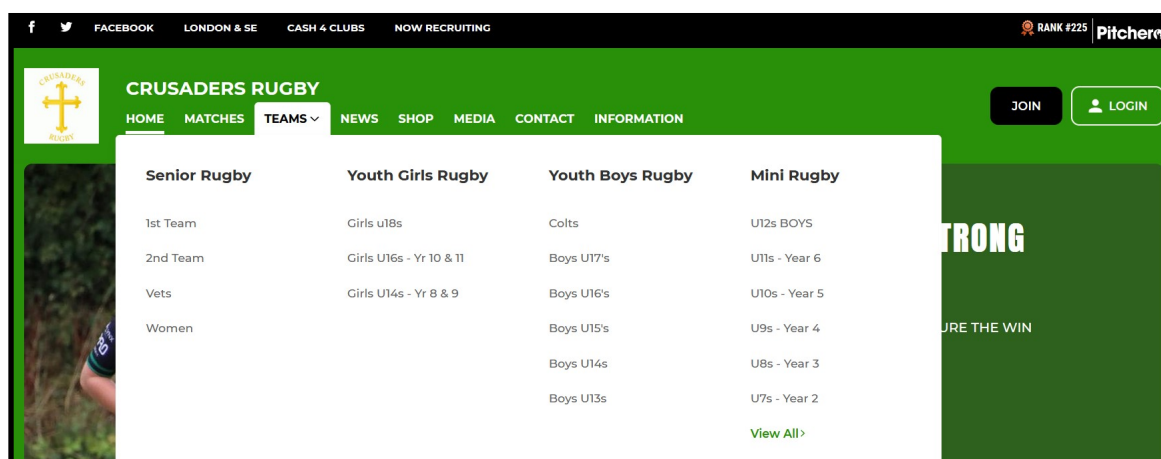 f FACEBOOK LONDON & SE CASH 4 CLUBS NOW RECRUITING RANK #225 Pitchero
CRUSADERS RUGBY
CRUSADERS RUGBY
HOME MATCHES TEAMS NEWS SHOP MEDIA CONTACT INFORMATION
JOIN LOGIN
Senior Rugby
1st Team
2nd Team
Vets
Women
Youth Girls Rugby
Girls u18s
Girls U16s - Yr 10 & 11
Girls U14s - Yr 8 & 9
Youth Boys Rugby
Colts
Boys U17's
Boys U16's
Boys U15's
Boys U14s
Boys U13s
Mini Rugby
U12s BOYS
U11s - Year 6
U10s - Year 5
U9s - Year 4
U8s - Year 3
U7s - Year 2
View All>
TRONG
URE THE WIN